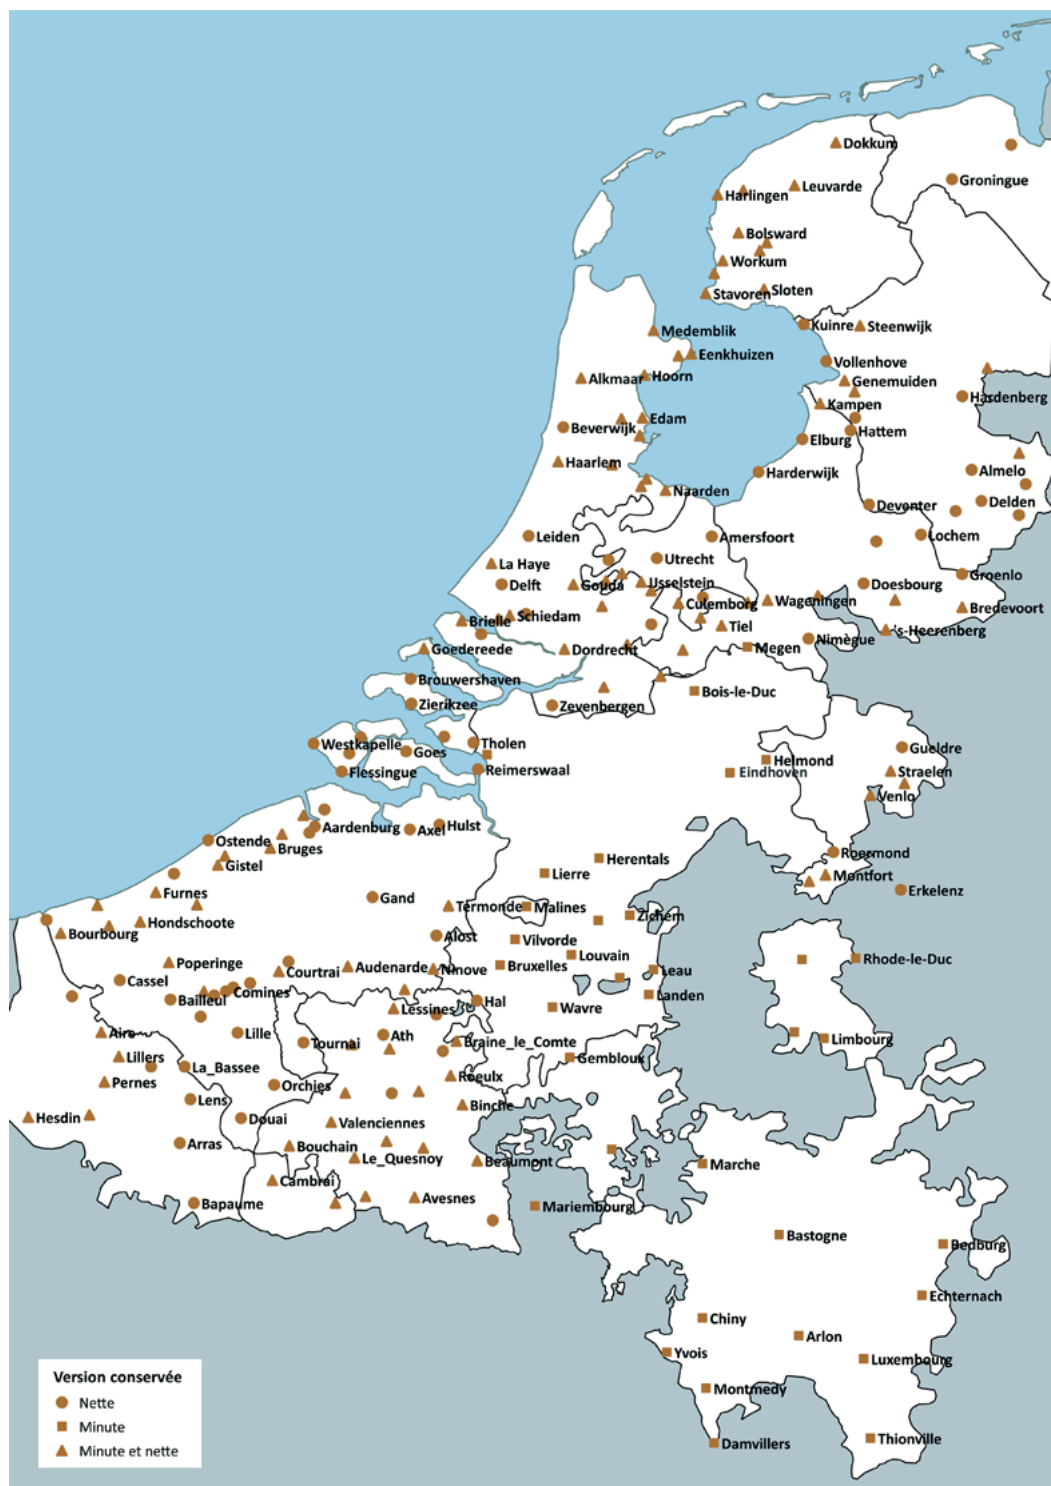 Dokkum
Groningue
Leuvarde
Harlingen
Bolsward
Workum
Sloten
Stavoren
Kuinre
Steenwijk
Medemblik
Eenkhuizen
Vollenhove
Hoorn
Alkmaar
Genemuiden
Hardenberg
Kampen
Edam
Beverwijk
Hattem
Elburg
Haarlem
Almelo
Harderwijk
Naarden
Delden
Deventer
Leiden
Amersfoort
Lochem
Utrecht
La Haye
Groenlo
Delft
Gouda
IJsselstein
Doesbourg
Culemborg
Wageningen
Bredevoort
Schiedam
Brielle
Tiel
's-Heerenberg
Nimègue
Goedereede
Dordrecht
Megen
Brouwershaven
Bois-le-Duc
Zierikzee
Zevenbergen
Westkapelle
Tholen
Goes
Gueldre
Helmond
Reimerswaal
Flessingue
Eindhoven
Straelen
Venlo
Aardenburg
Axel
Hulst
Ostende
Bruges
Roermond
Herentals
Gistel
Lierre
Montfort
Furnes
Gand
Erkelenz
Termonde
Malines
Zichem
Hondschoote
Bourbourg
Alost
Vilvorde
Louvain
Rhode-le-Duc
Poperinge
Courtrai
Audenarde
Ninove
Bruxelles
Leau
Cassel
Comines
Landen
Bailleul
Hal
Lessines
Wavre
Aire
Lille
Ath
Tournai
Braine_le_Comte
Limbourg
Lillers
Gembloux
La_Bassee
Pernes
Orchies
Roeulx
Lens
Binche
Hesdin
Douai
Valenciennes
Arras
Bouchain
Le_Quesnoy
Beaumont
Marche
Cambrai
Avesnes
Bapaume
Mariembourg
Bastogne
Bedburg
Echternach
Chiny
Arlon
Yvois
Luxembourg
Montmedy
Damvillers
Thionville
Version conservée
Nette
Minute
Minute et nette